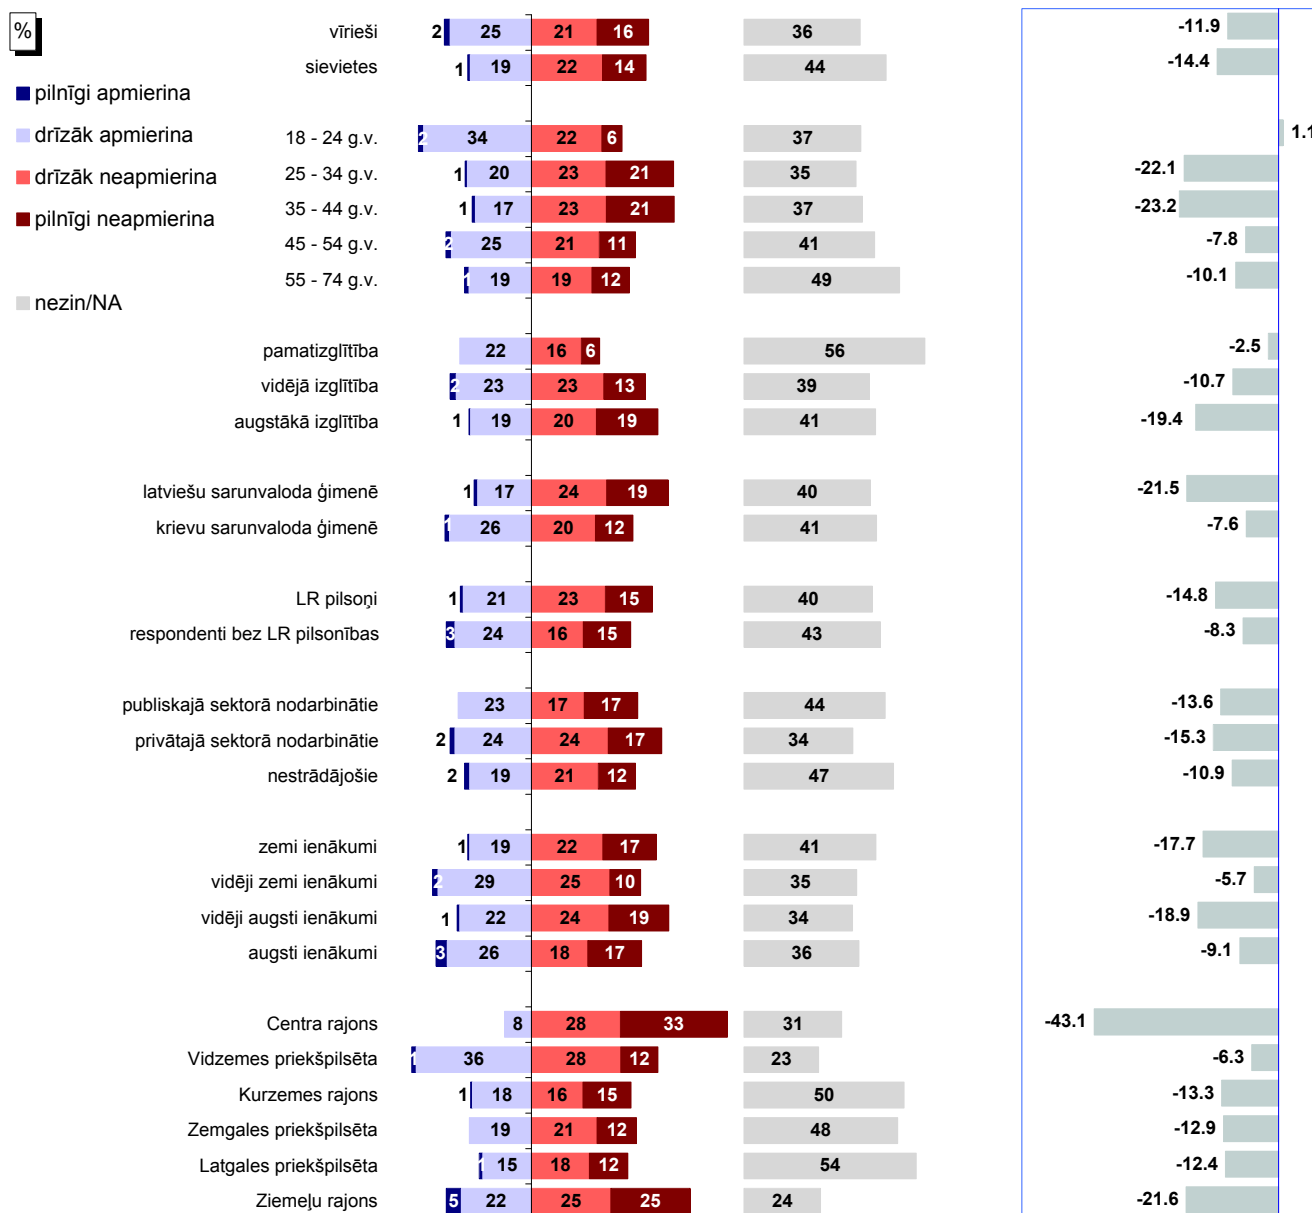 %
pilnīgi apmierina
drīzāk apmierina
drīzāk neapmierina
pilnīgi neapmierina
nezin/NA
vīrieši 2 25 21 16 36 -11.9
sievietes 1 19 22 14 44 -14.4
18 - 24 g.v. 2 34 22 6 37 1.1
25 - 34 g.v. 1 20 23 21 35 -22.1
35 - 44 g.v. 1 17 23 21 37 -23.2
45 - 54 g.v. 2 25 21 11 41 -7.8
55 - 74 g.v. 1 19 19 12 49 -10.1
pamatizglītība 22 16 6 56 -2.5
vidējā izglītība 2 23 23 13 39 -10.7
augstākā izglītība 1 19 20 19 41 -19.4
latviešu sarunvaloda ģimenē 1 17 24 19 40 -21.5
krievu sarunvaloda ģimenē 1 26 20 12 41 -7.6
LR pilsoņi 1 21 23 15 40 -14.8
respondenti bez LR pilsonības 3 24 16 15 43 -8.3
publiskajā sektorā nodarbinātie 23 17 17 44 -13.6
privātajā sektorā nodarbinātie 2 24 24 17 34 -15.3
nestrādājošie 2 19 21 12 47 -10.9
zemi ienākumi 1 19 22 17 41 -17.7
vidēji zemi ienākumi 2 29 25 10 35 -5.7
vidēji augsti ienākumi 1 22 24 19 34 -18.9
augsti ienākumi 3 26 18 17 36 -9.1
Centra rajons 8 28 33 31 -43.1
Vidzemes priekšpilsēta 1 36 28 12 23 -6.3
Kurzemes rajons 1 18 16 15 50 -13.3
Zemgales priekšpilsēta 19 21 12 48 -12.9
Latgales priekšpilsēta 1 15 18 12 54 -12.4
Ziemeļu rajons 5 22 25 25 24 -21.6